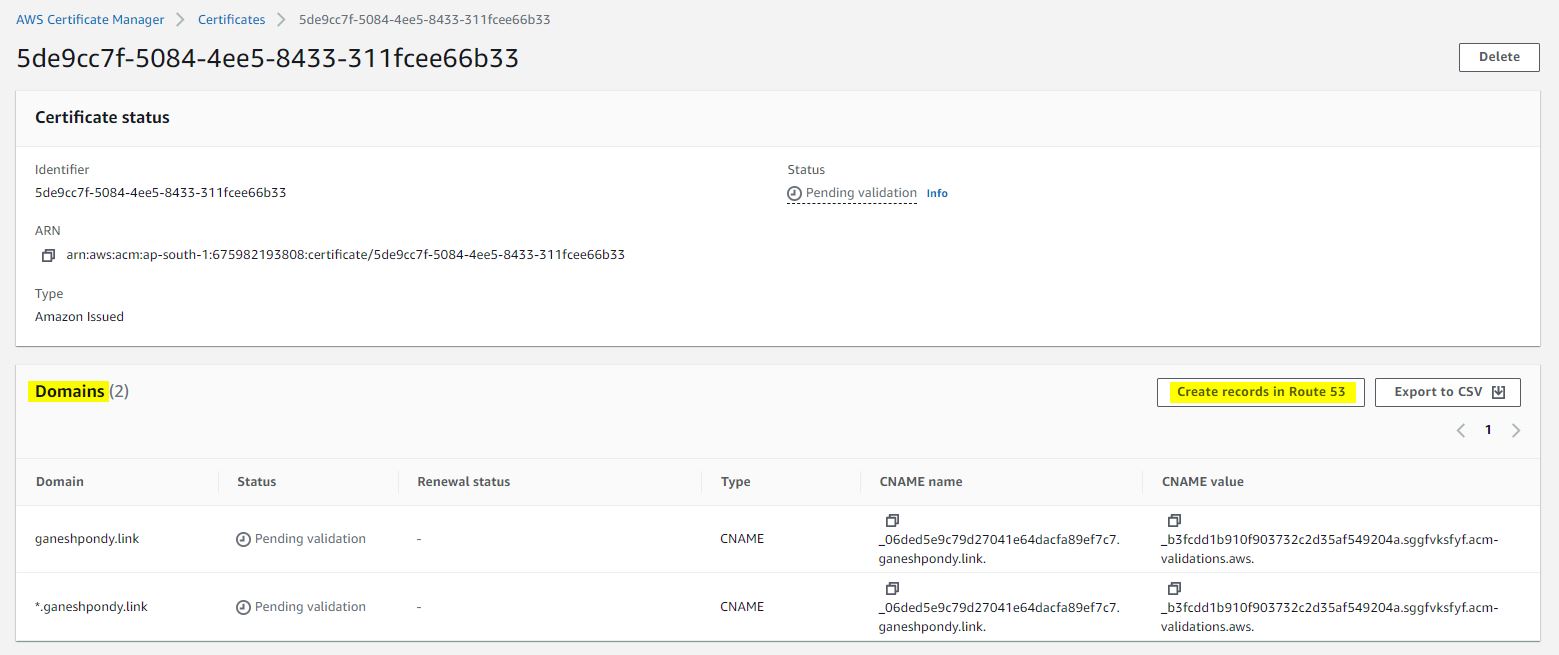 AWS Certificate Manager > Certificates > 5de9cc7f-5084-4ee5-8433-311fcee66b33
5de9cc7f-5084-4ee5-8433-311fcee66b33
Delete
Certificate status
Identifier
5de9cc7f-5084-4ee5-8433-311fcee66b33
Status
Pending validation Info
ARN
arn:aws:acm:ap-south-1:675982193808:certificate/5de9cc7f-5084-4ee5-8433-311fcee66b33
Type
Amazon Issued
Domains (2)
Create records in Route 53 Export to CSV
< 1 >
Domain Status Renewal status Type CNAME name CNAME value
ganeshpondy.link Pending validation - CNAME
_06ded5e9c79d27041e64dacfa89ef7c7.
ganeshpondy.link.
_b3fcdd1b910f903732c2d35af549204a.sggfvksfyf.acm-
validations.aws.
*.ganeshpondy.link Pending validation - CNAME
_06ded5e9c79d27041e64dacfa89ef7c7.
ganeshpondy.link.
_b3fcdd1b910f903732c2d35af549204a.sggfvksfyf.acm-
validations.aws.